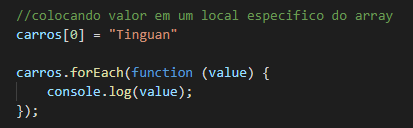 //colocando valor em um local especifico do array
carros[0] = "Tinguan"
carros.forEach(function (value) {
    console.log(value);
});